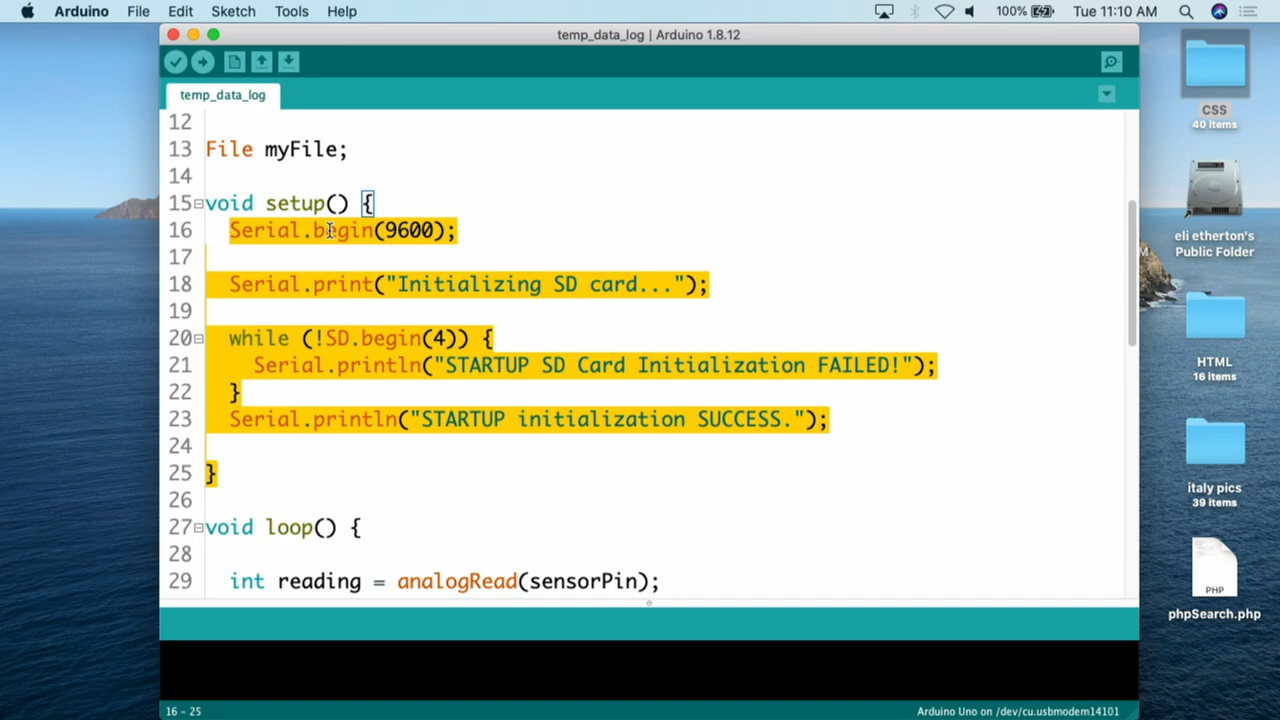 Arduino File Edit Sketch Tools Help 100% Tue 11:10 AM
temp_data_log | Arduino 1.8.12
temp_data_log
12
13 File myFile;
14
15 void setup() {
16 Serial.begin(9600);
17
18 Serial.print("Initializing SD card...");
19
20 while (!SD.begin(4)) {
21 Serial.println("STARTUP SD Card Initialization FAILED!");
22 }
23 Serial.println("STARTUP initialization SUCCESS.");
24
25 }
26
27 void loop() {
28
29 int reading = analogRead(sensorPin);
16 - 25
Arduino Uno on /dev/cu.usbmodem14101
CSS
40 items
eli etherton's
Public Folder
M
HTML
16 items
italy pics
39 items
PHP
phpSearch.php